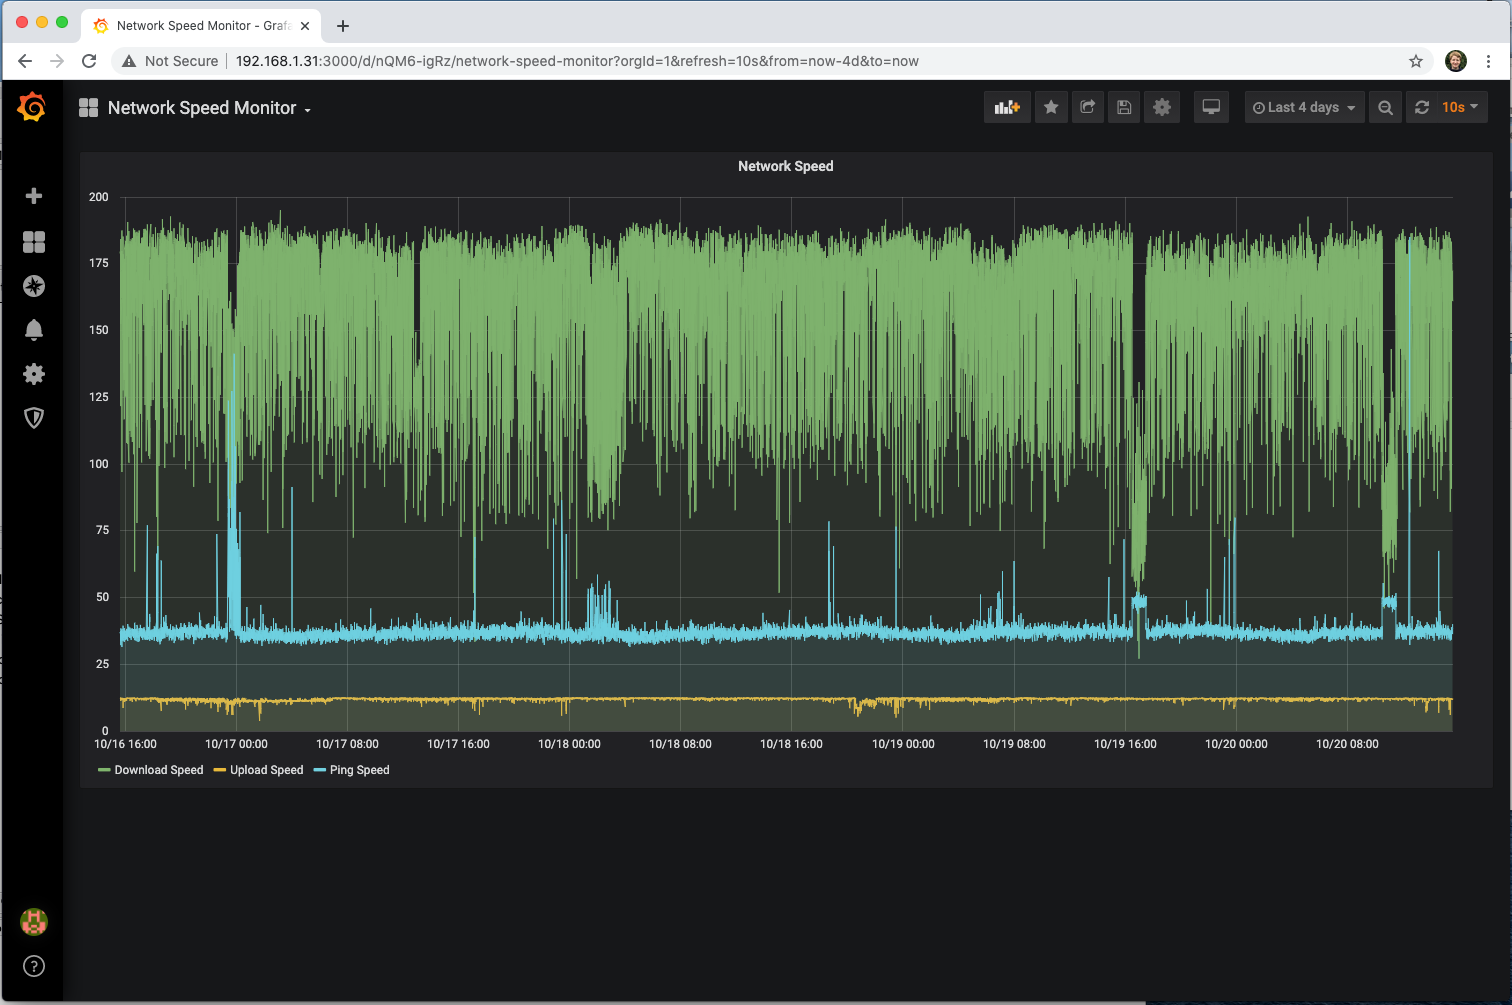 Network Speed Monitor - Grafa
Not Secure
192.168.1.31:3000/d/nQM6-igRz/network-speed-monitor?orgId=1&refresh=10s&from=now-4d&to=now
Network Speed Monitor
Last 4 days
10s
Network Speed
200
175
150
125
100
75
50
25
0
10/16 16:00 10/17 00:00 10/17 08:00 10/17 16:00 10/18 00:00 10/18 08:00 10/18 16:00 10/19 00:00 10/19 08:00 10/19 16:00 10/20 00:00 10/20 08:00
Download Speed Upload Speed Ping Speed